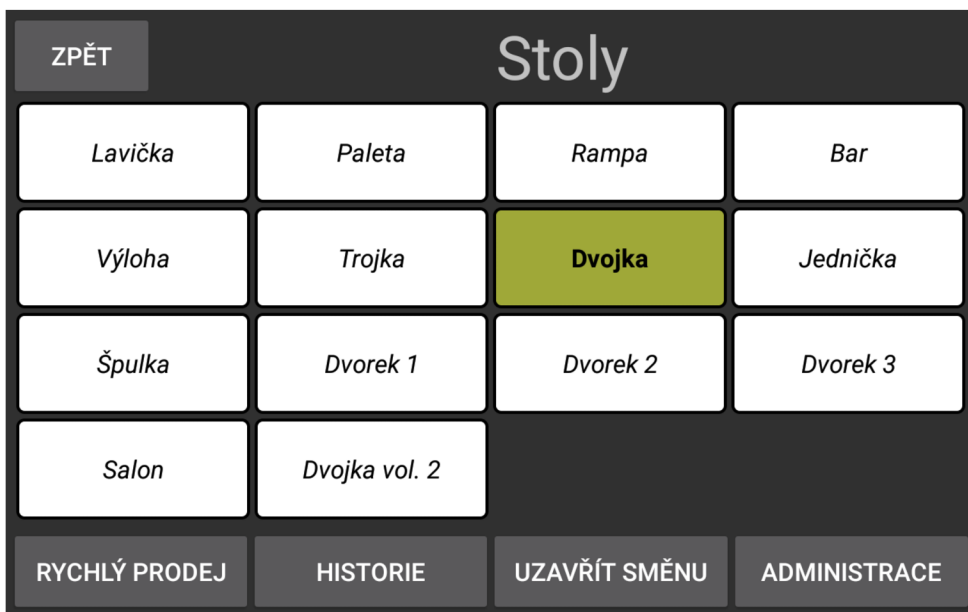 ZPĚT
Stoly
Lavička Paleta Rampa Bar
Výloha Trojka Dvojka Jednička
Špulka Dvorek 1 Dvorek 2 Dvorek 3
Salon Dvojka vol. 2
RYCHLÝ PRODEJ HISTORIE UZAVŘÍT SMĚNU ADMINISTRACE